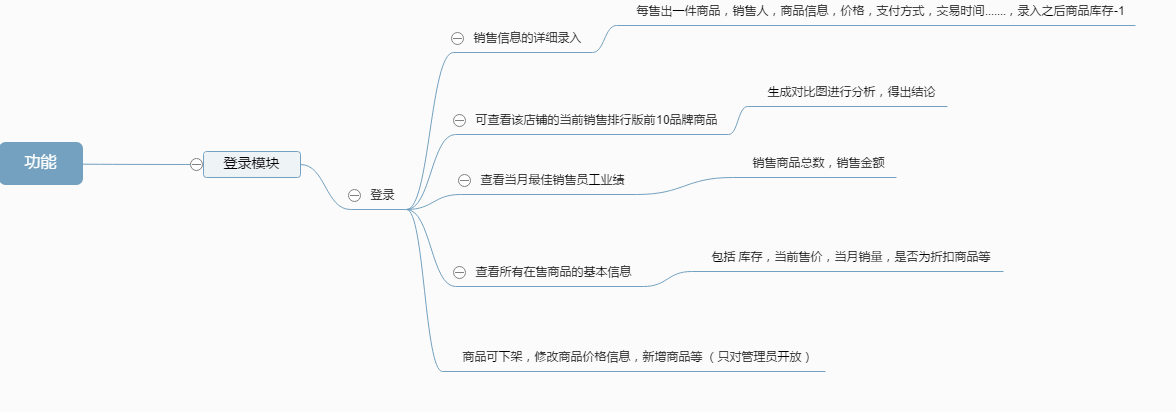 每售出一件商品，销售人，商品信息，价格，支付方式，交易时间.......，录入之后商品库存-1
销售信息的详细录入
生成对比图进行分析，得出结论
可查看该店铺的当前销售排行版前10品牌商品
功能
登录模块
销售商品总数，销售金额
查看当月最佳销售员工业绩
登录
包括 库存，当前售价，当月销量，是否为折扣商品等
查看所有在售商品的基本信息
商品可下架，修改商品价格信息，新增商品等（只对管理员开放）